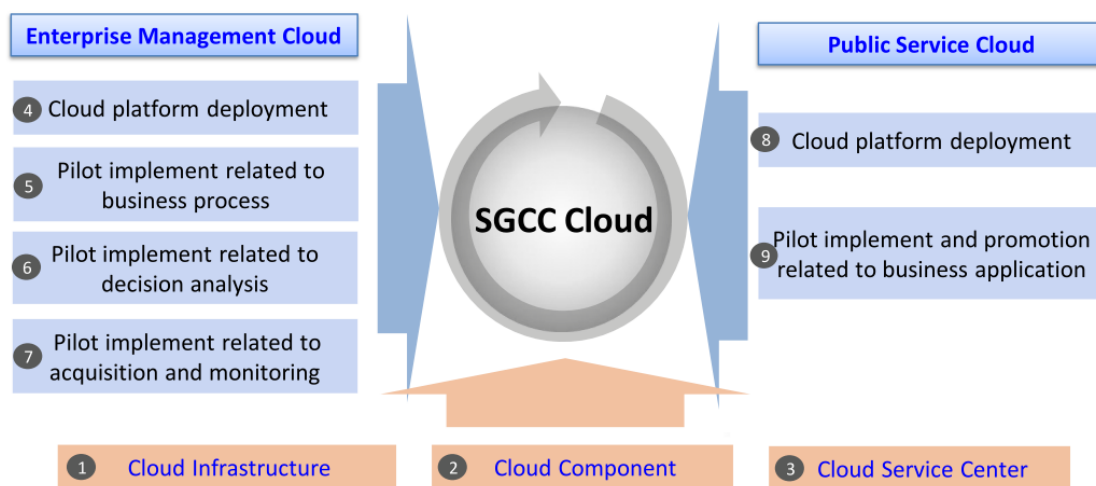 Enterprise Management Cloud
4 Cloud platform deployment
5 Pilot implement related to
business process
6 Pilot implement related to
decision analysis
7 Pilot implement related to
acquisition and monitoring
SGCC Cloud
Public Service Cloud
8 Cloud platform deployment
9 Pilot implement and promotion
related to business application
1 Cloud Infrastructure
2 Cloud Component
3 Cloud Service Center